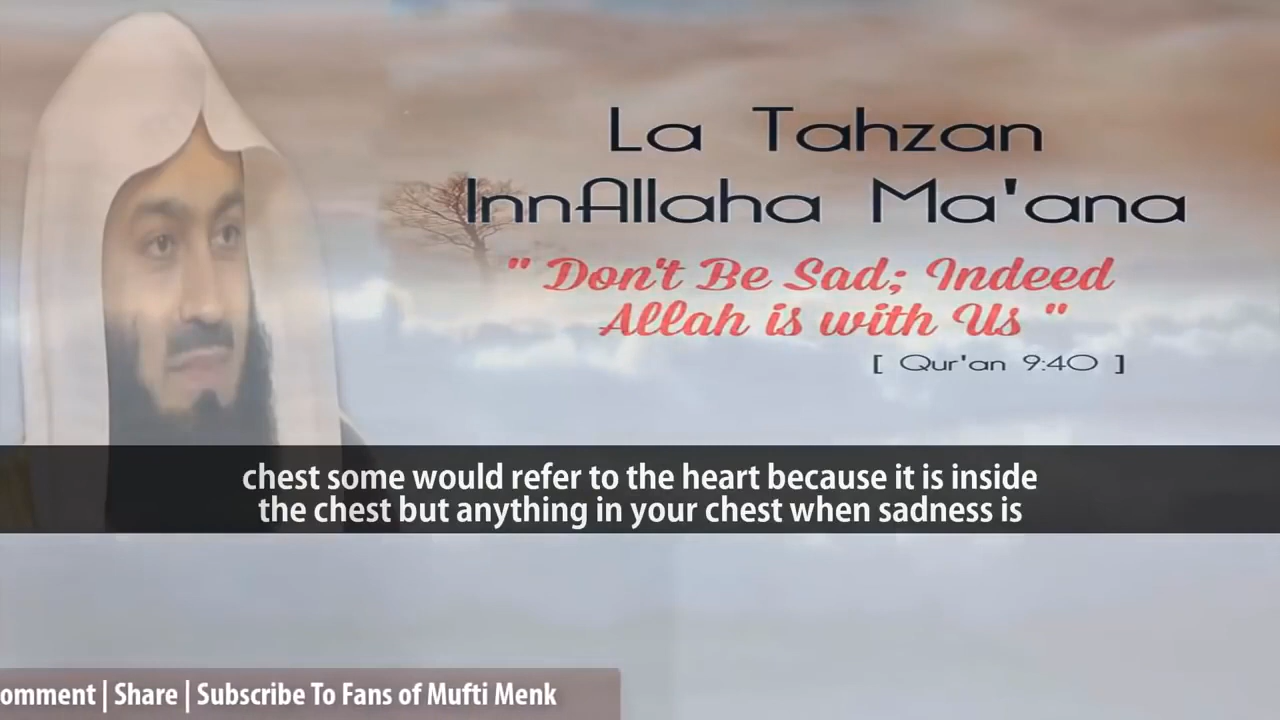 La Tahzan
InnAllaha Ma'ana
" Don't Be Sad; Indeed
Allah is with Us "
[ Qur'an 9:40 ]
chest some would refer to the heart because it is inside
the chest but anything in your chest when sadness is
omment | Share | Subscribe To Fans of Mufti Menk